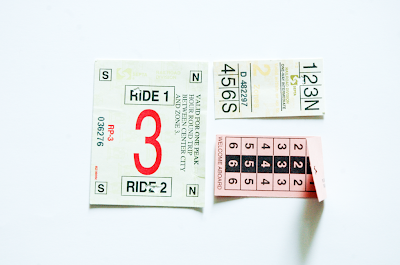 S
N
RIDE 1
VALID FOR ONE PEAK
HOUR ROUND TRIP
BETWEEN CENTER CITY
AND ZONE 3.
3
RP-3
036276
RIDE 2
S
N
123N
D 482297
2
456S
WELCOME ABOARD
6 5 4 3 2
6 5 4 3 2
6 5 4 3 2